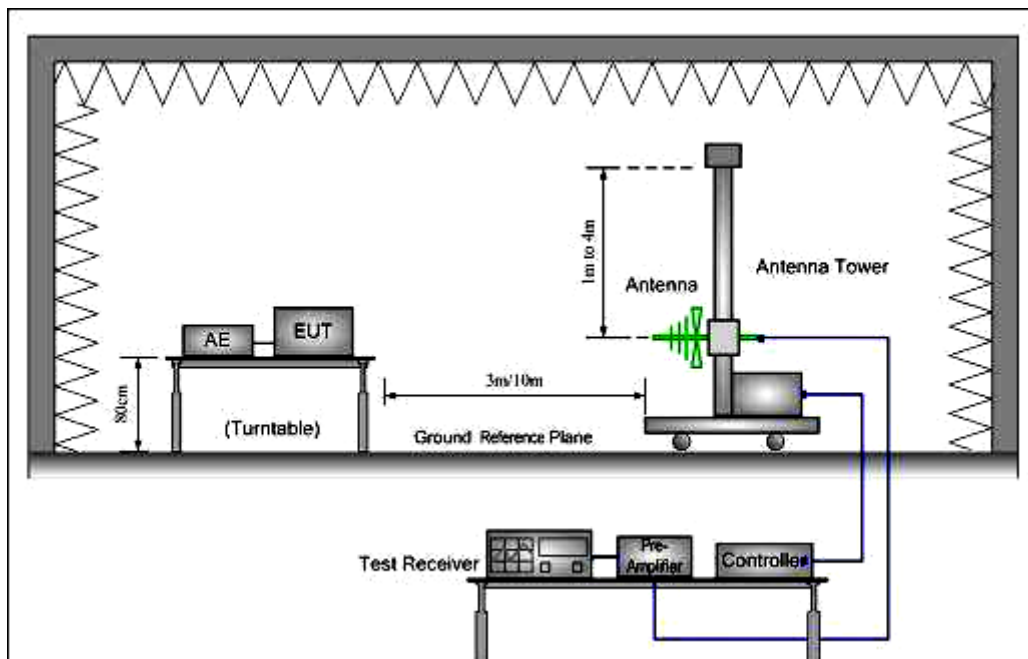 1m to 4m
Antenna Tower
Antenna
AE
EUT
80cm
3m/10m
(Turntable)
Ground Reference Plane
Test Receiver
Pre-
Amplifier
Controller